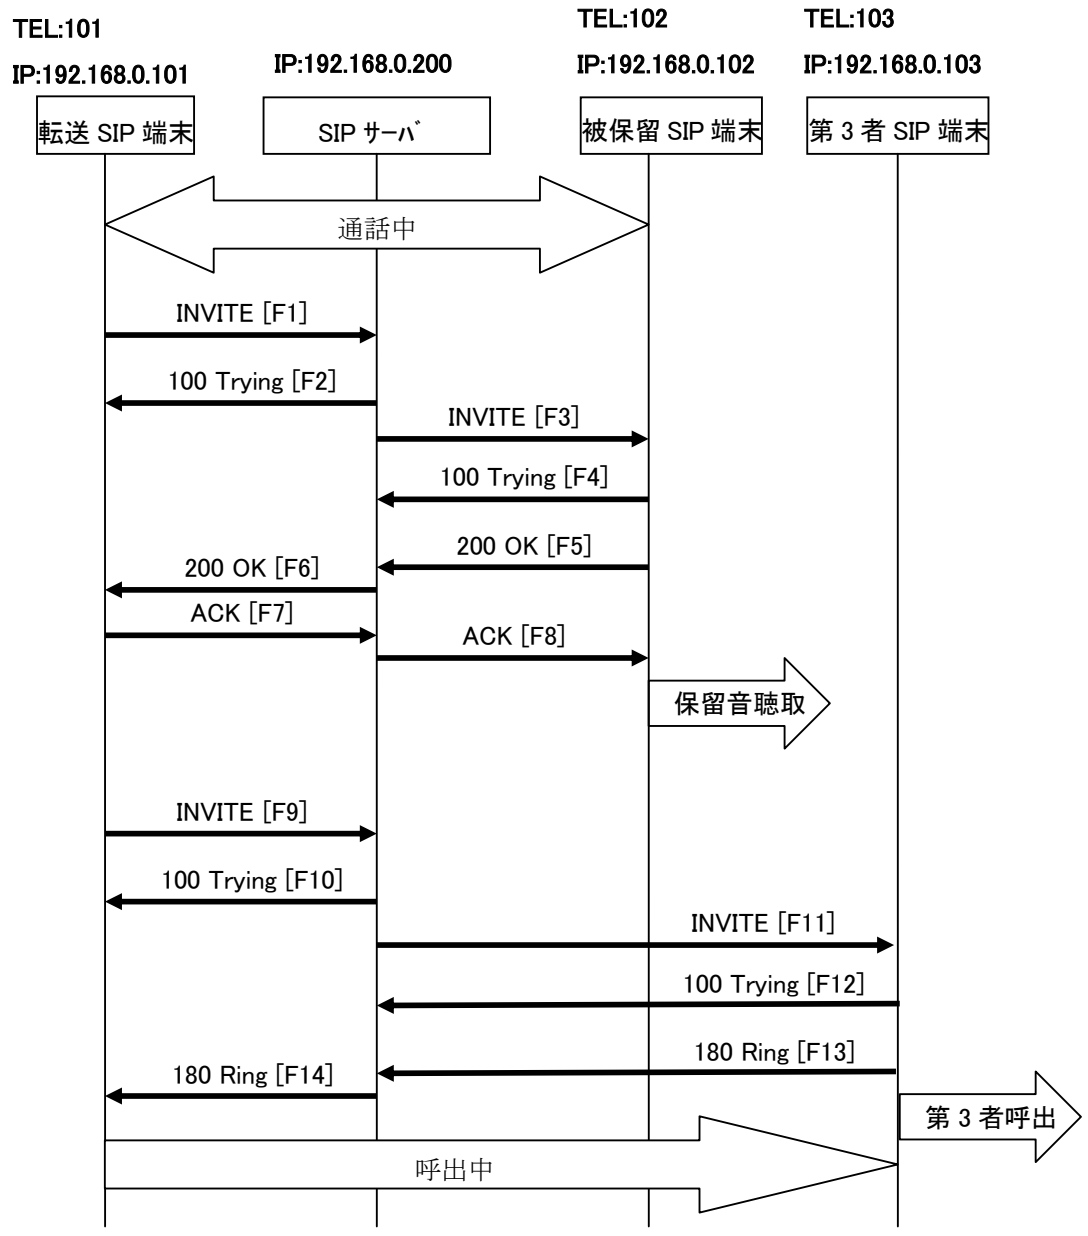 TEL:101
IP:192.168.0.101
IP:192.168.0.200
TEL:102
IP:192.168.0.102
TEL:103
IP:192.168.0.103
転送 SIP 端末
SIP ｻｰﾊﾞ
被保留 SIP 端末
第 3 者 SIP 端末
通話中
INVITE [F1]
100 Trying [F2]
INVITE [F3]
100 Trying [F4]
200 OK [F5]
200 OK [F6]
ACK [F7]
ACK [F8]
保留音聴取
INVITE [F9]
100 Trying [F10]
INVITE [F11]
100 Trying [F12]
180 Ring [F13]
180 Ring [F14]
第 3 者呼出
呼出中